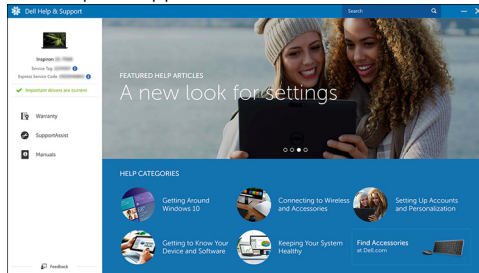 Dell Help & Support
Search
Inspiron
Service Tag
Express Service Code
Important drivers are current
Warranty
SupportAssist
Manuals
Feedback
FEATURED HELP ARTICLES
A new look for settings
HELP CATEGORIES
Getting Around
Windows 10
Connecting to Wireless
and Accessories
Setting Up Accounts
and Personalization
Getting to Know Your
Device and Software
Keeping Your System
Healthy
Find Accessories
at Dell.com